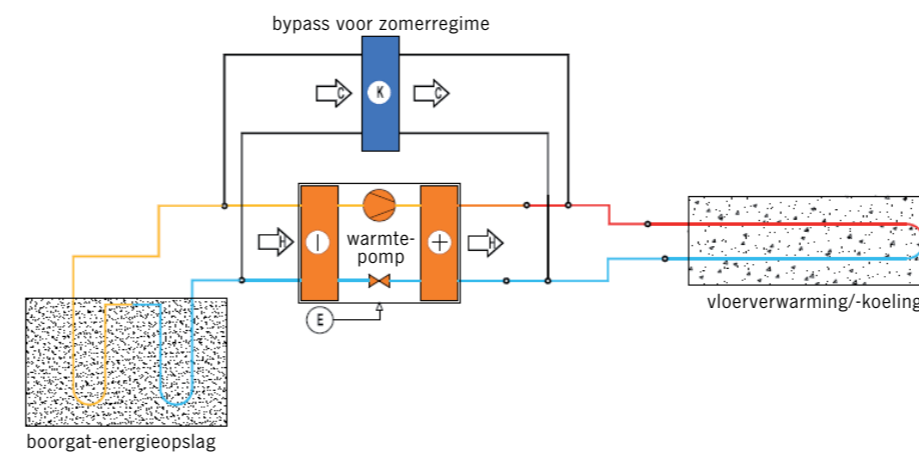 bypass voor zomerregime
C
K
C
H
warmte-
pomp
H
E
vloerverwarming/-koeling
boorgat-energieopslag